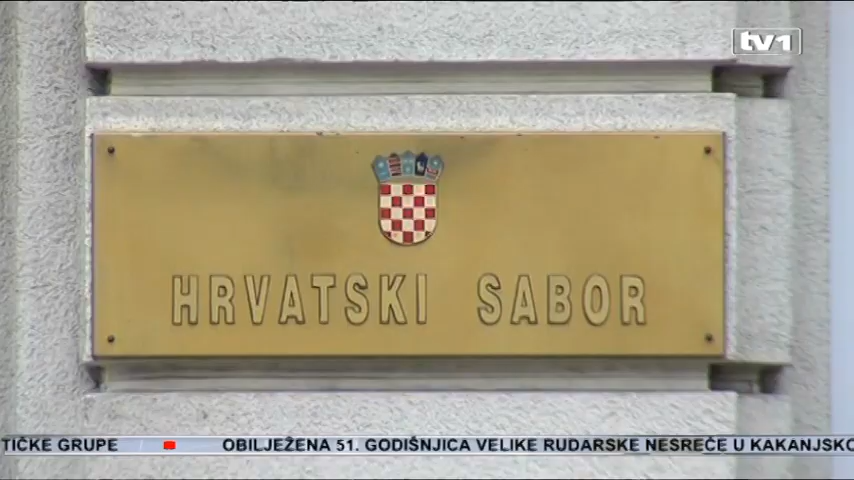 tv1
HRVATSKI SABOR
TIČKE GRUPE OBILJEŽENA 51. GODIŠNJICA VELIKE RUDARSKE NESREĆE U KAKANJSKO